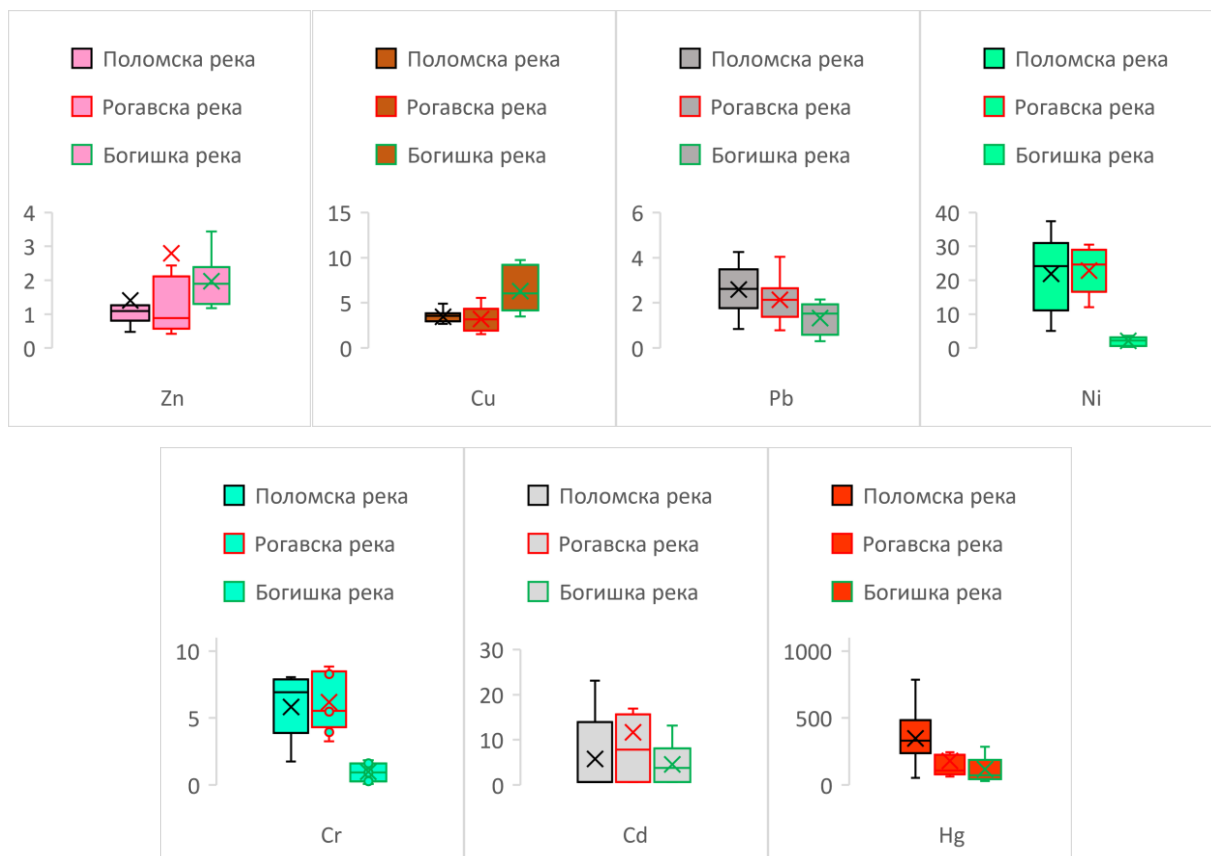 Поломска река
Рогавска река
Богишка река
4
3
2
1
0
Zn
Поломска река
Рогавска река
Богишка река
15
10
5
0
Cu
Поломска река
Рогавска река
Богишка река
6
4
2
0
Pb
Поломска река
Рогавска река
Богишка река
40
30
20
10
0
Ni
Поломска река
Рогавска река
Богишка река
10
5
0
Cr
Поломска река
Рогавска река
Богишка река
30
20
10
0
Cd
Поломска река
Рогавска река
Богишка река
1000
500
0
Hg